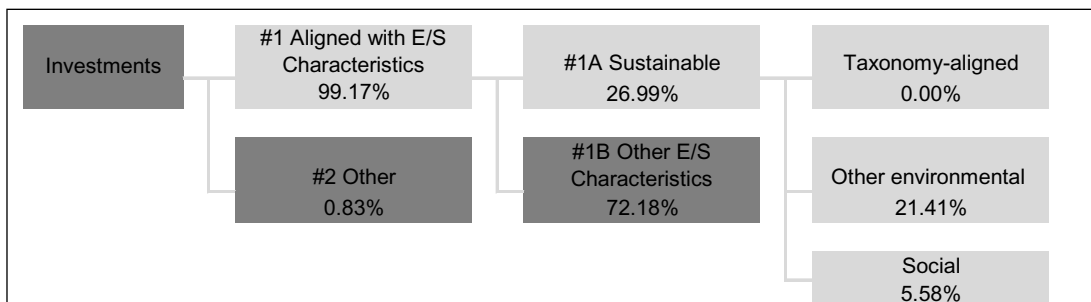 Investments
#1 Aligned with E/S
Characteristics
99.17%
#1A Sustainable
26.99%
Taxonomy-aligned
0.00%
#2 Other
0.83%
#1B Other E/S
Characteristics
72.18%
Other environmental
21.41%
Social
5.58%